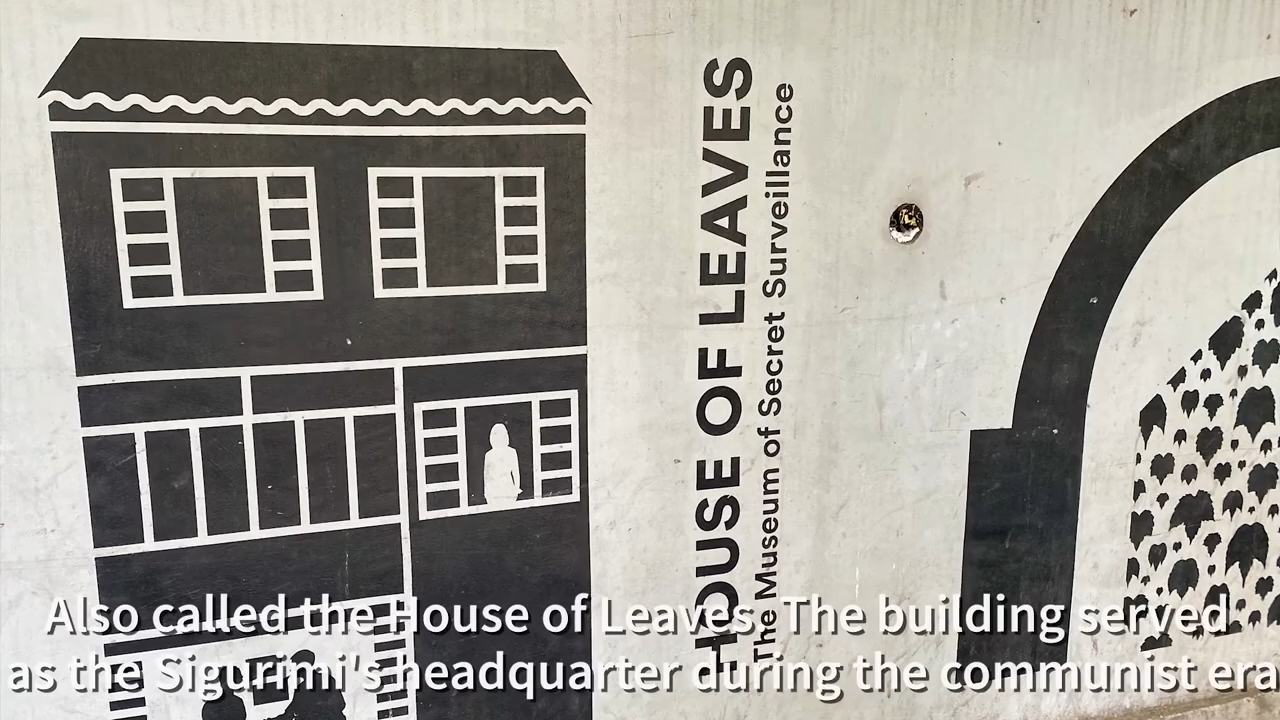 HOUSE OF LEAVES
The Museum of Secret Surveillance
Also called the House of Leaves. The building served
as the Sigurimi's headquarter during the communist era